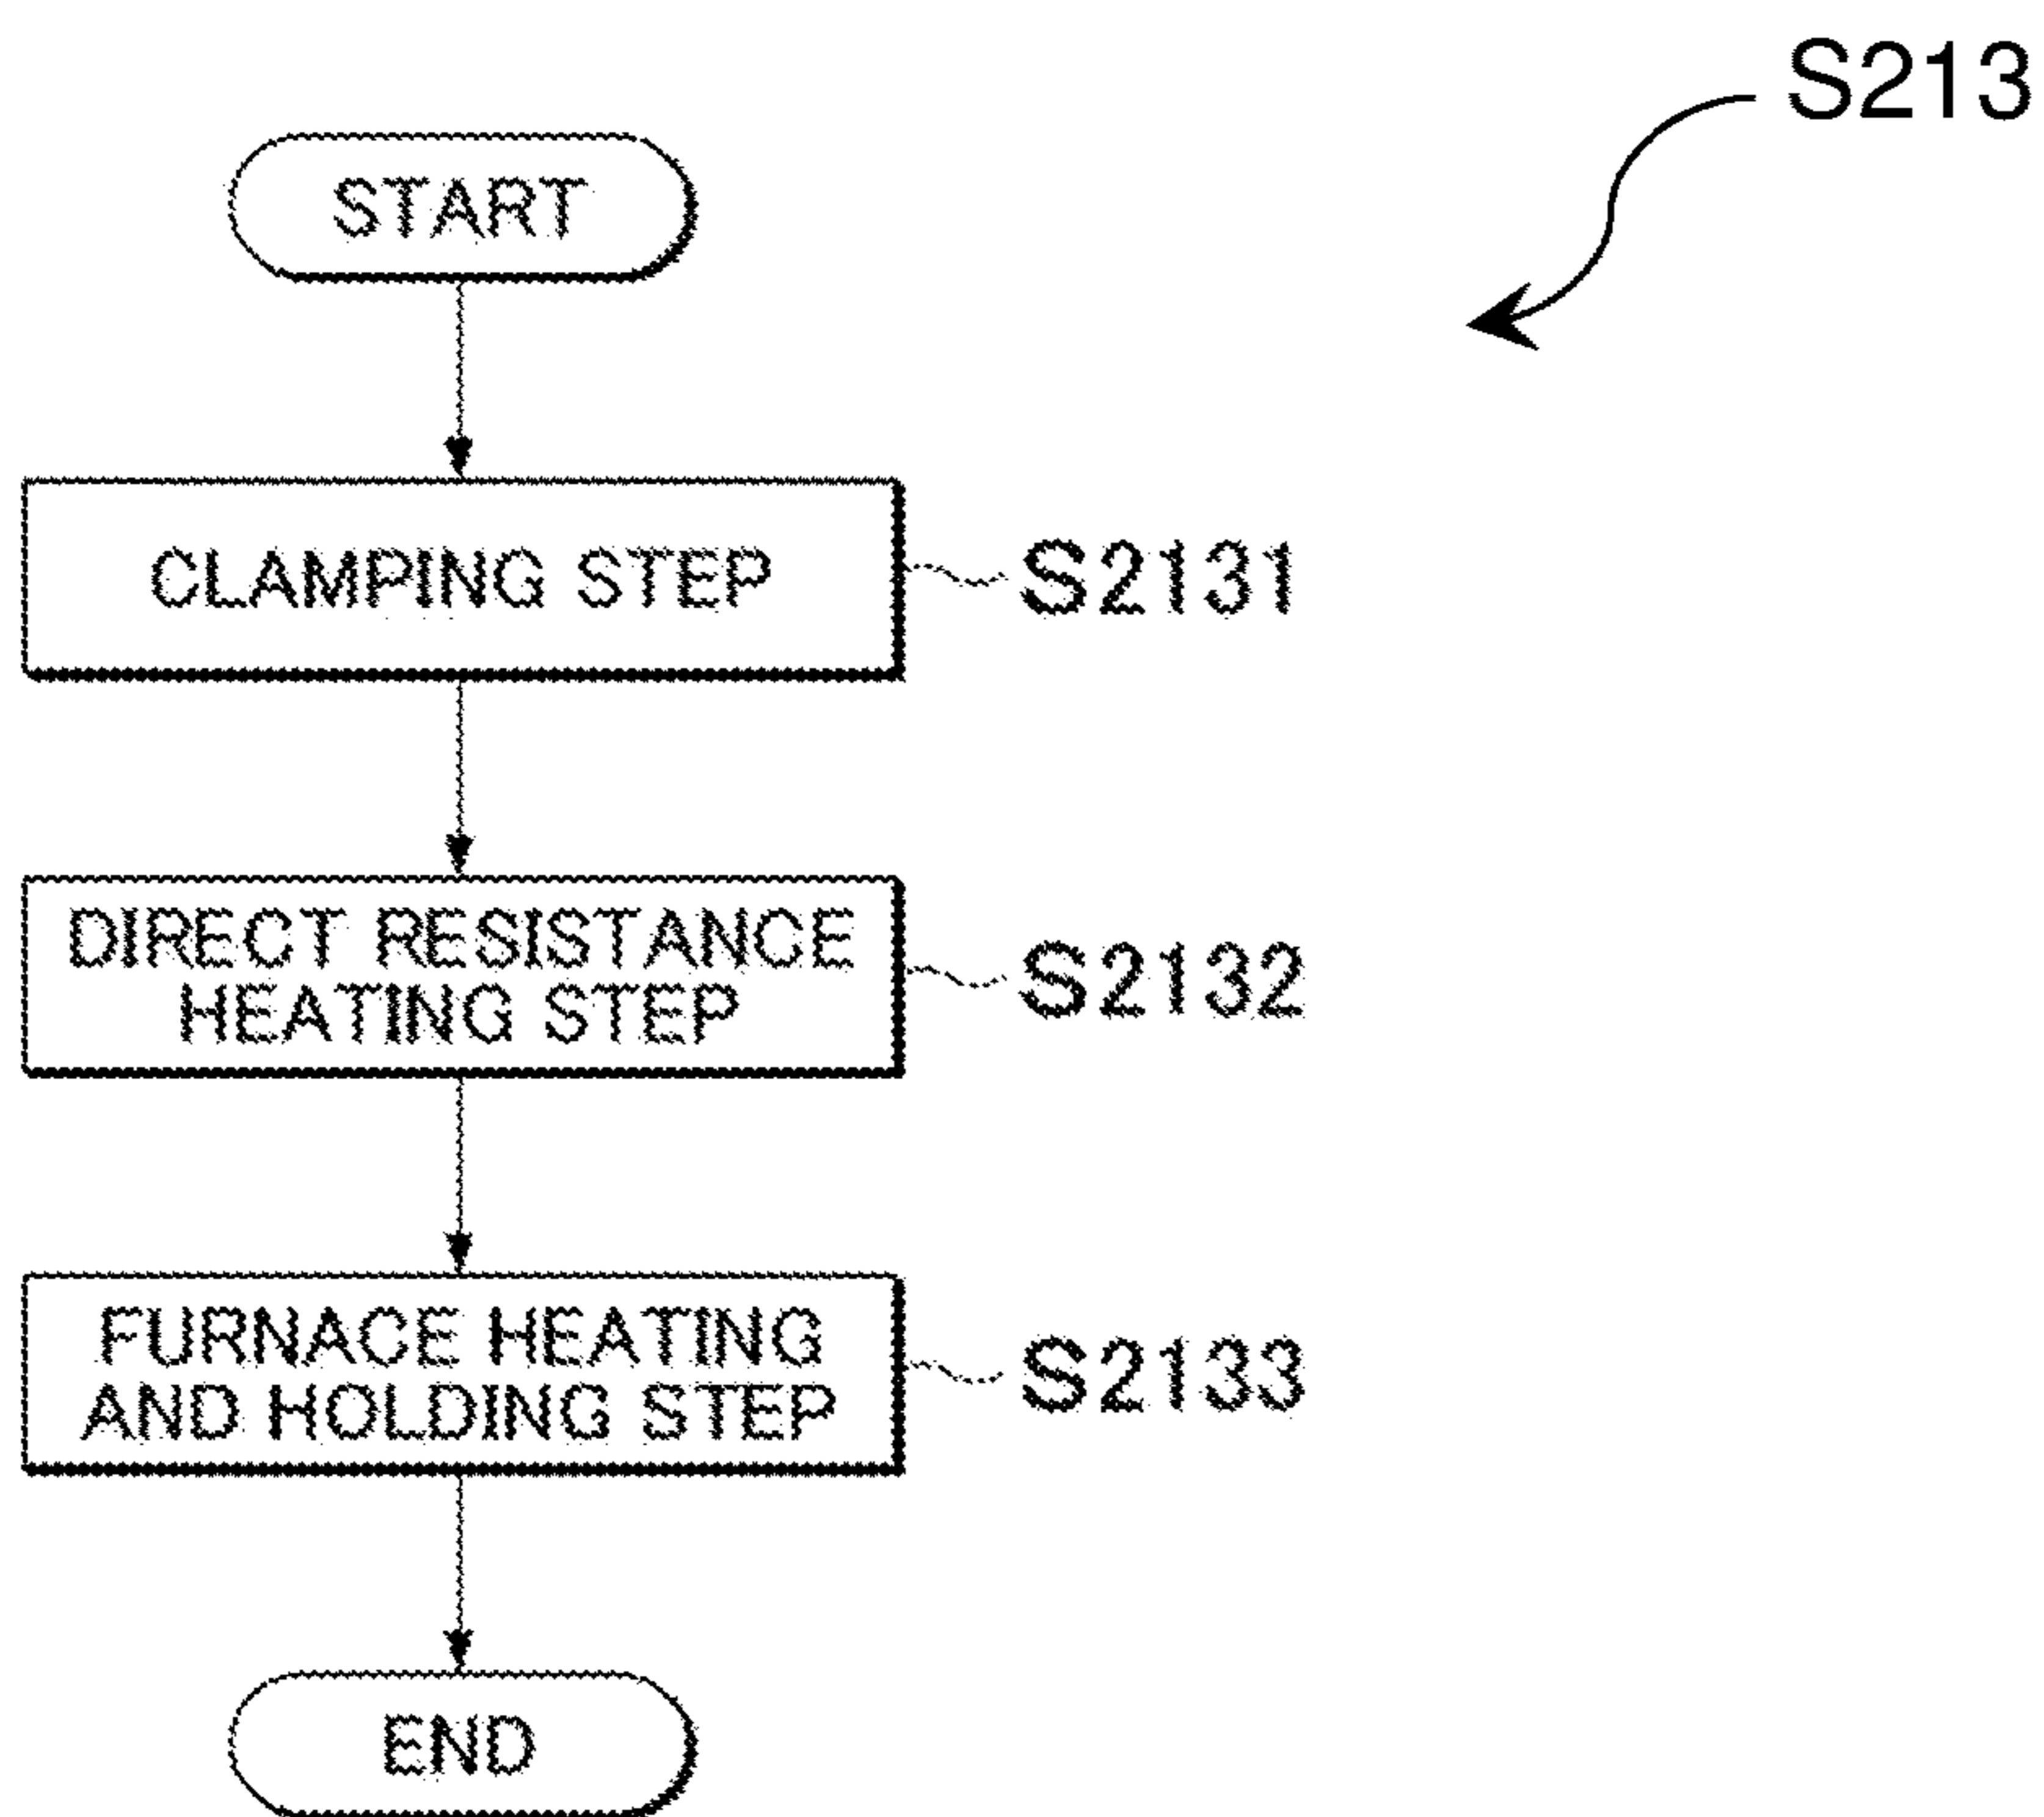 S213
START
CLAMPING STEP
S2131
DIRECT RESISTANCE
HEATING STEP
S2132
FURNACE HEATING
AND HOLDING STEP
S2133
END